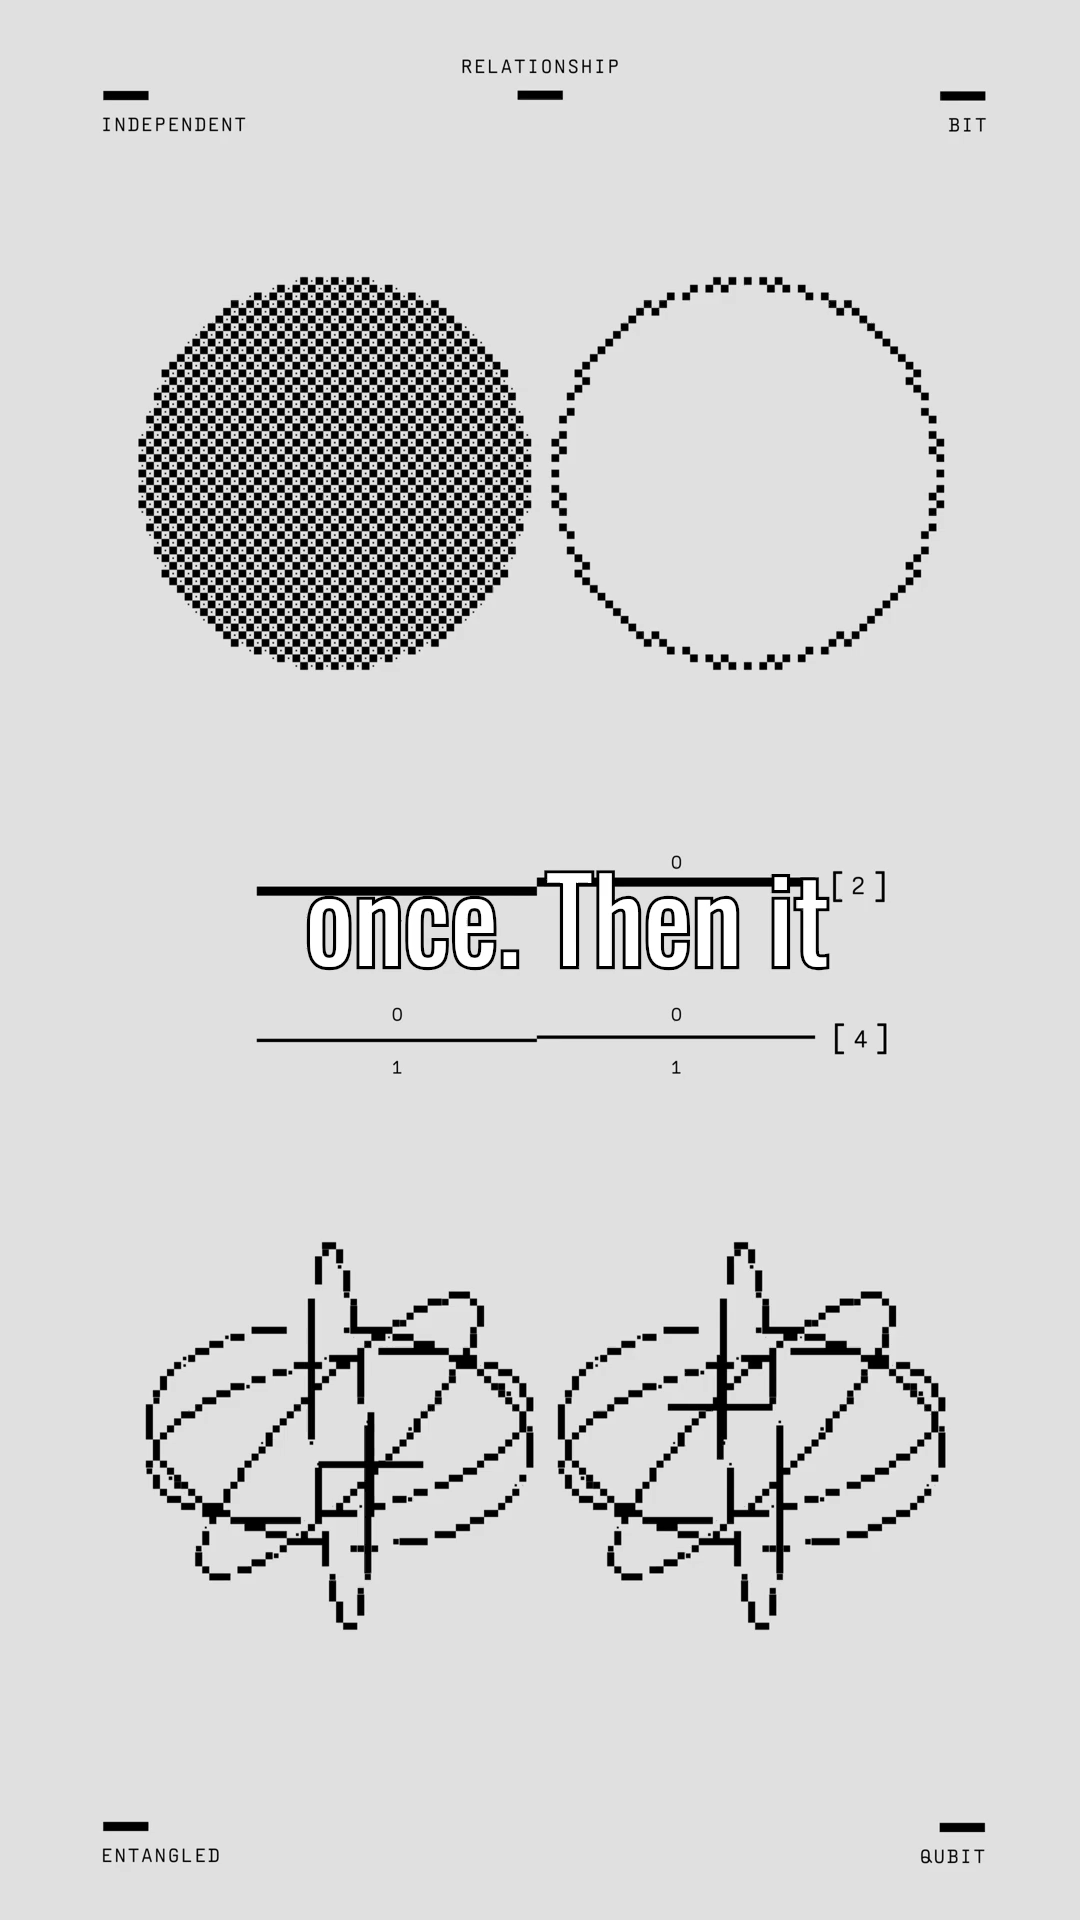 RELATIONSHIP
INDEPENDENT
BIT
0
[2]
once. Then it
0 0
[4]
1 1
ENTANGLED
QUBIT